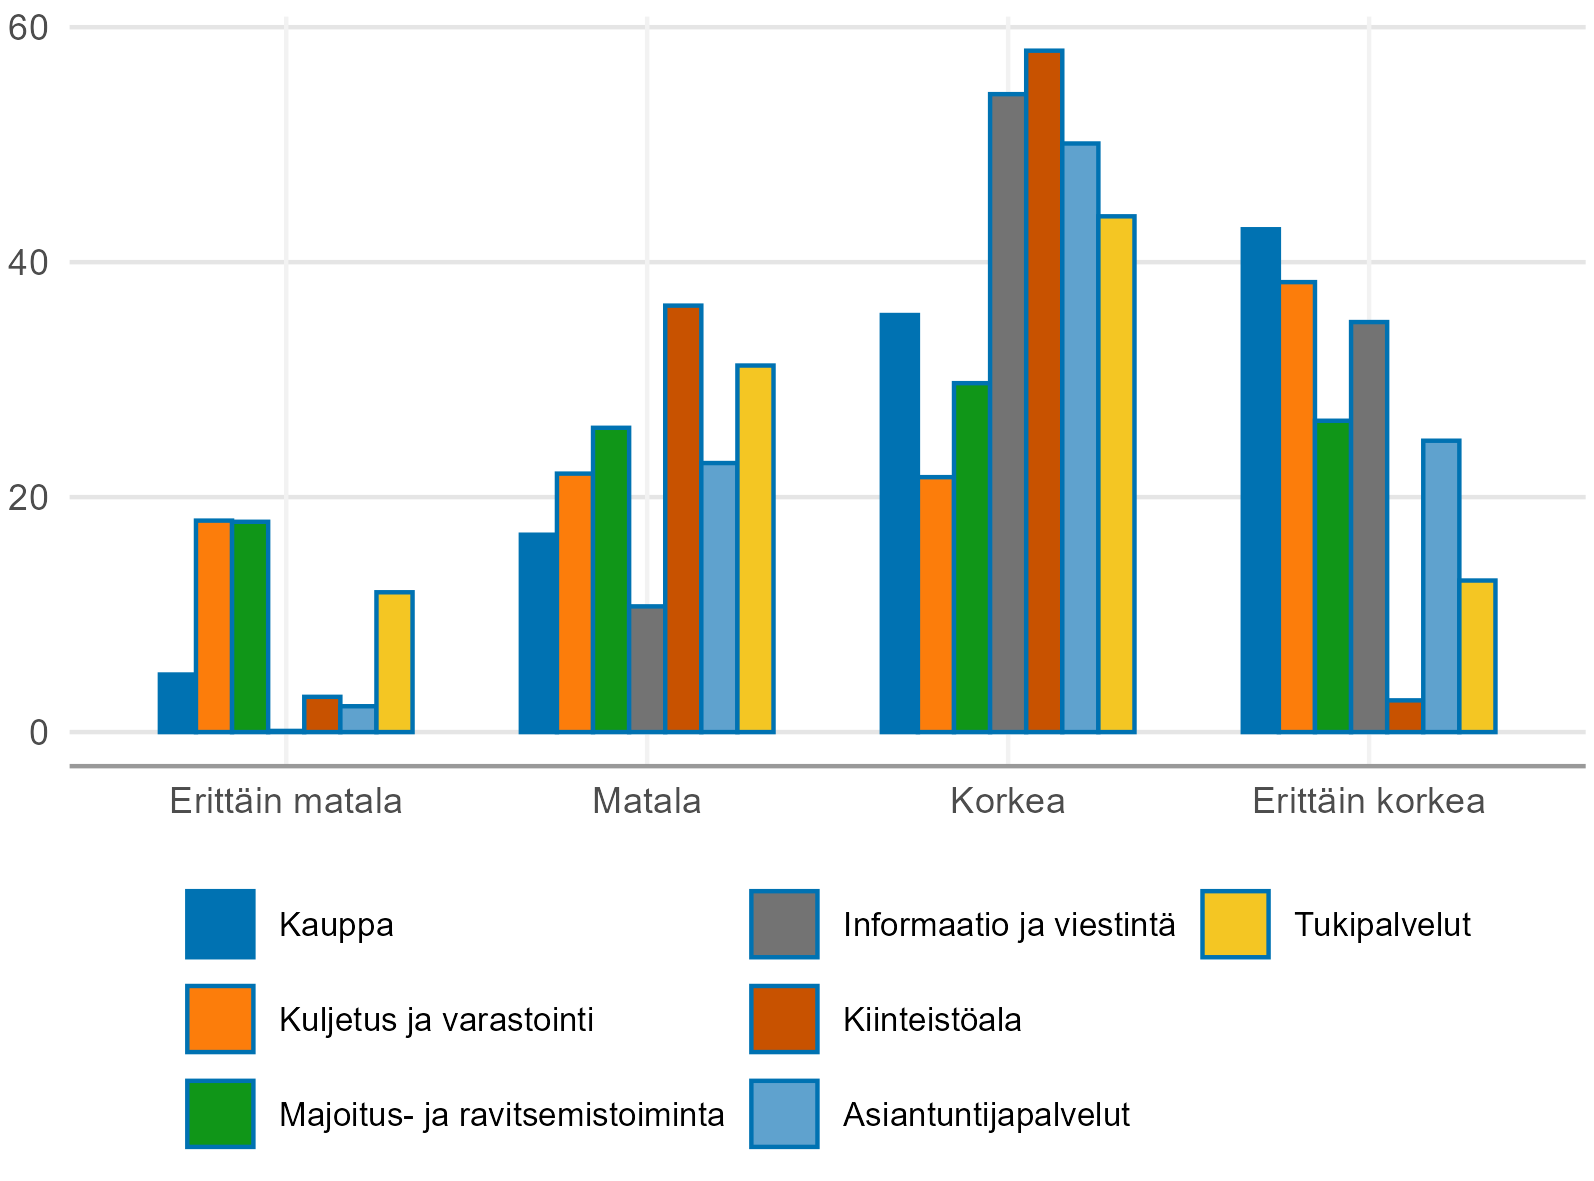 60
40
20
0
Erittäin matala Matala Korkea Erittäin korkea
Kauppa Informaatio ja viestintä Tukipalvelut
Kuljetus ja varastointi Kiinteistöala
Majoitus- ja ravitsemistoiminta Asiantuntijapalvelut